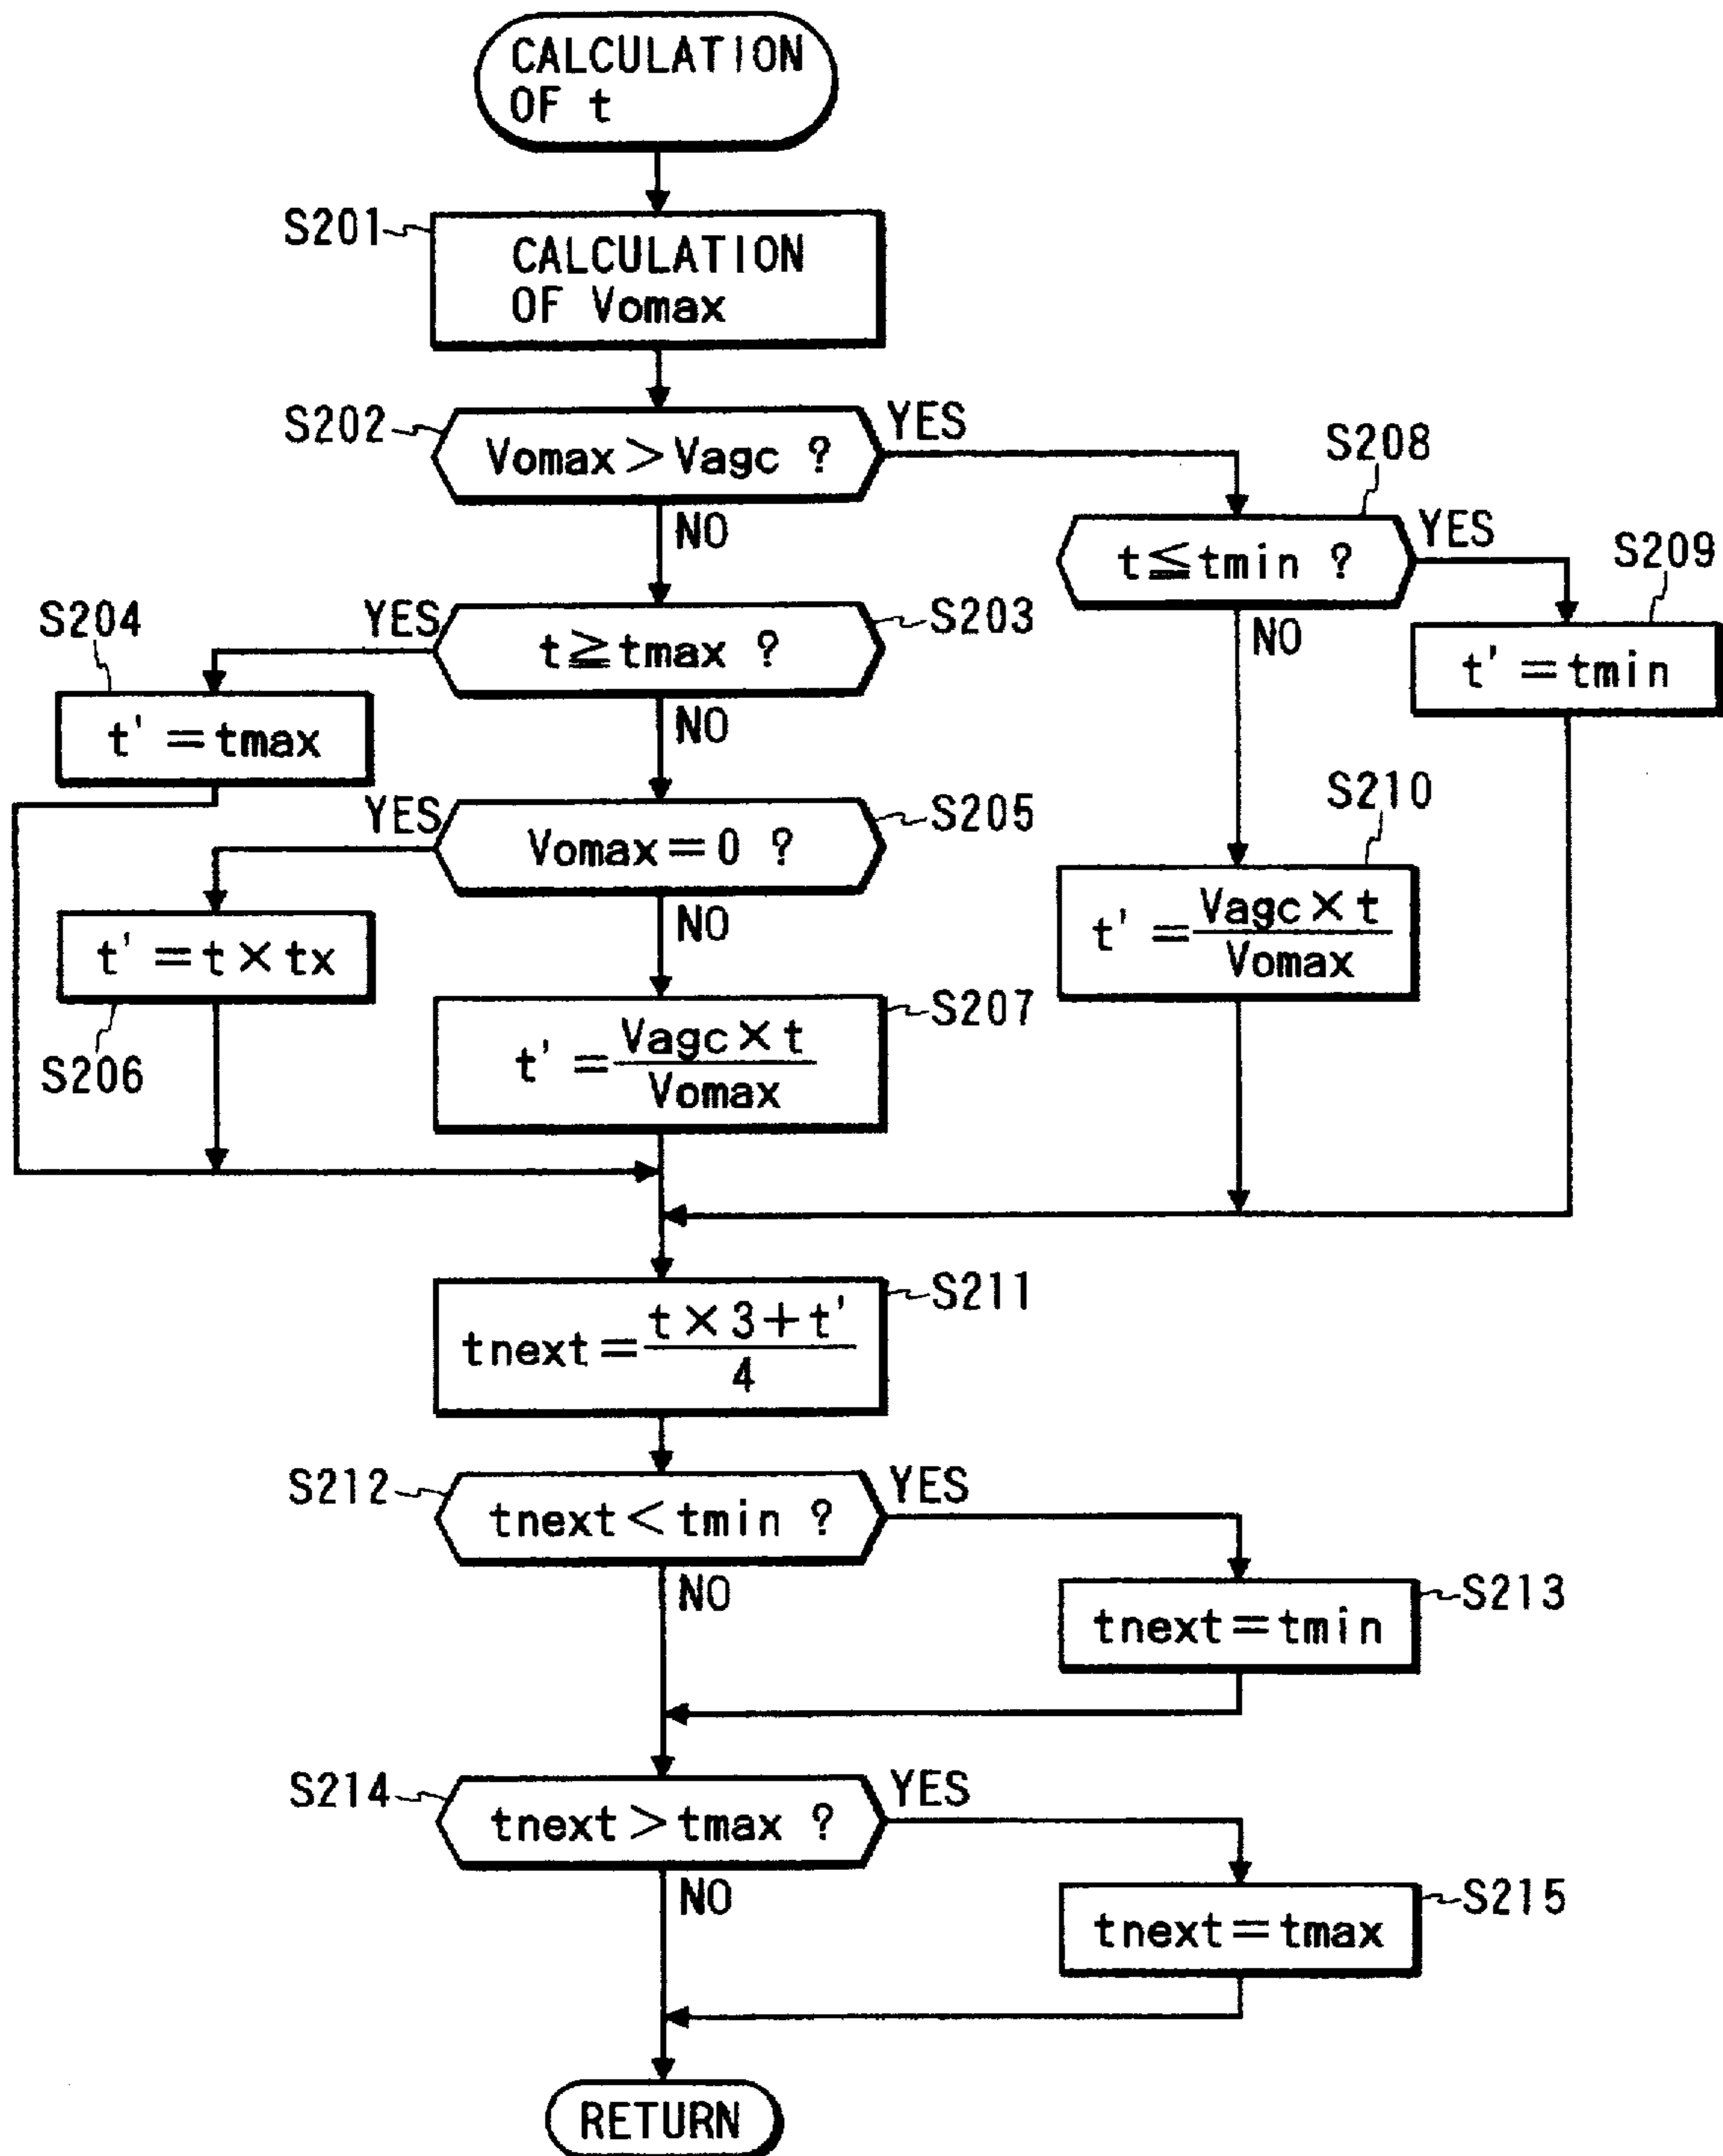 CALCULATION
OF t
S201
CALCULATION
OF Vomax
S202
Vomax＞Vagc ?
YES
NO
S208
t≦tmin ?
YES
NO
S209
t'＝tmin
S203
t≧tmax ?
YES
NO
S204
t'＝tmax
S205
Vomax＝0 ?
YES
NO
S206
t'＝t×tx
S207
t'＝Vagc×t
Vomax
S210
t'＝Vagc×t
Vomax
S211
tnext＝t×3＋t'
4
S212
tnext＜tmin ?
YES
NO
S213
tnext＝tmin
S214
tnext＞tmax ?
YES
NO
S215
tnext＝tmax
RETURN